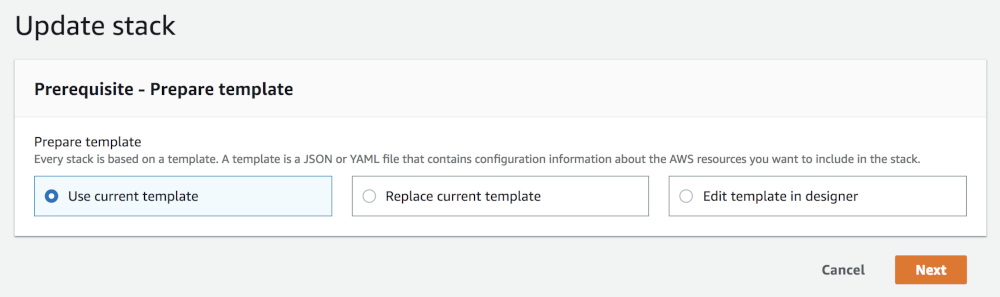 Update stack
Prerequisite - Prepare template
Prepare template
Every stack is based on a template. A template is a JSON or YAML file that contains configuration information about the AWS resources you want to include in the stack.
Use current template
Replace current template
Edit template in designer
Cancel
Next